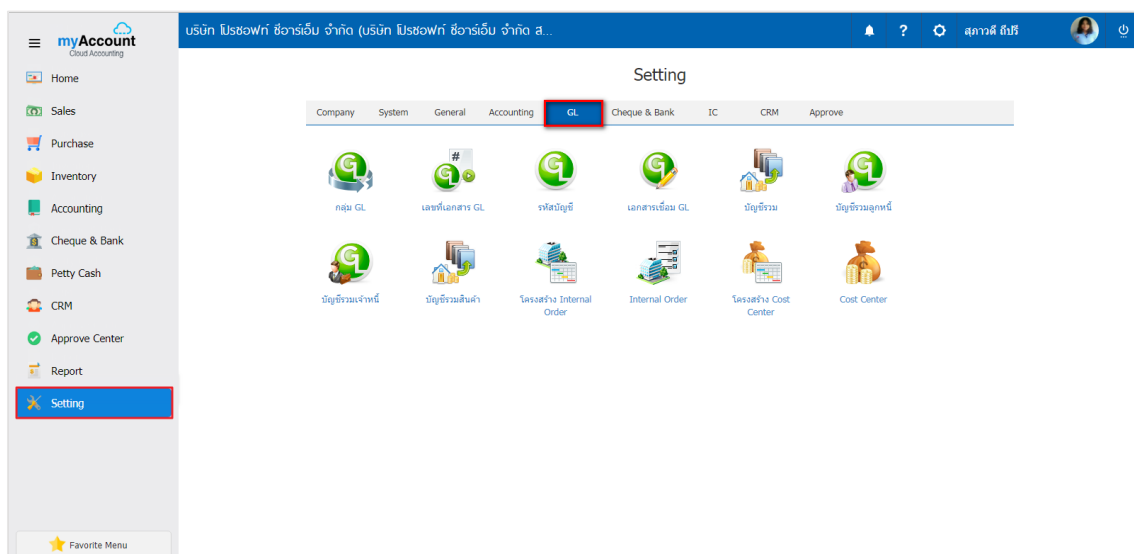 myAccount
Cloud Accounting
บริษัท โปรซอฟท์ ซีอาร์เอ็ม จำกัด (บริษัท โปรซอฟท์ ซีอาร์เอ็ม จำกัด ส...
?
สุภาวดี ถีปรี
Home
Sales
Purchase
Inventory
Accounting
Cheque & Bank
Petty Cash
CRM
Approve Center
Report
Setting
Favorite Menu
Setting
Company System General Accounting GL Cheque & Bank IC CRM Approve
กลุ่ม GL
เลขที่เอกสาร GL
รหัสบัญชี
เอกสารเชื่อม GL
บัญชีรวม
บัญชีรวมลูกหนี้
บัญชีรวมเจ้าหนี้
บัญชีรวมสินค้า
โครงสร้าง Internal
Order
Internal Order
โครงสร้าง Cost
Center
Cost Center